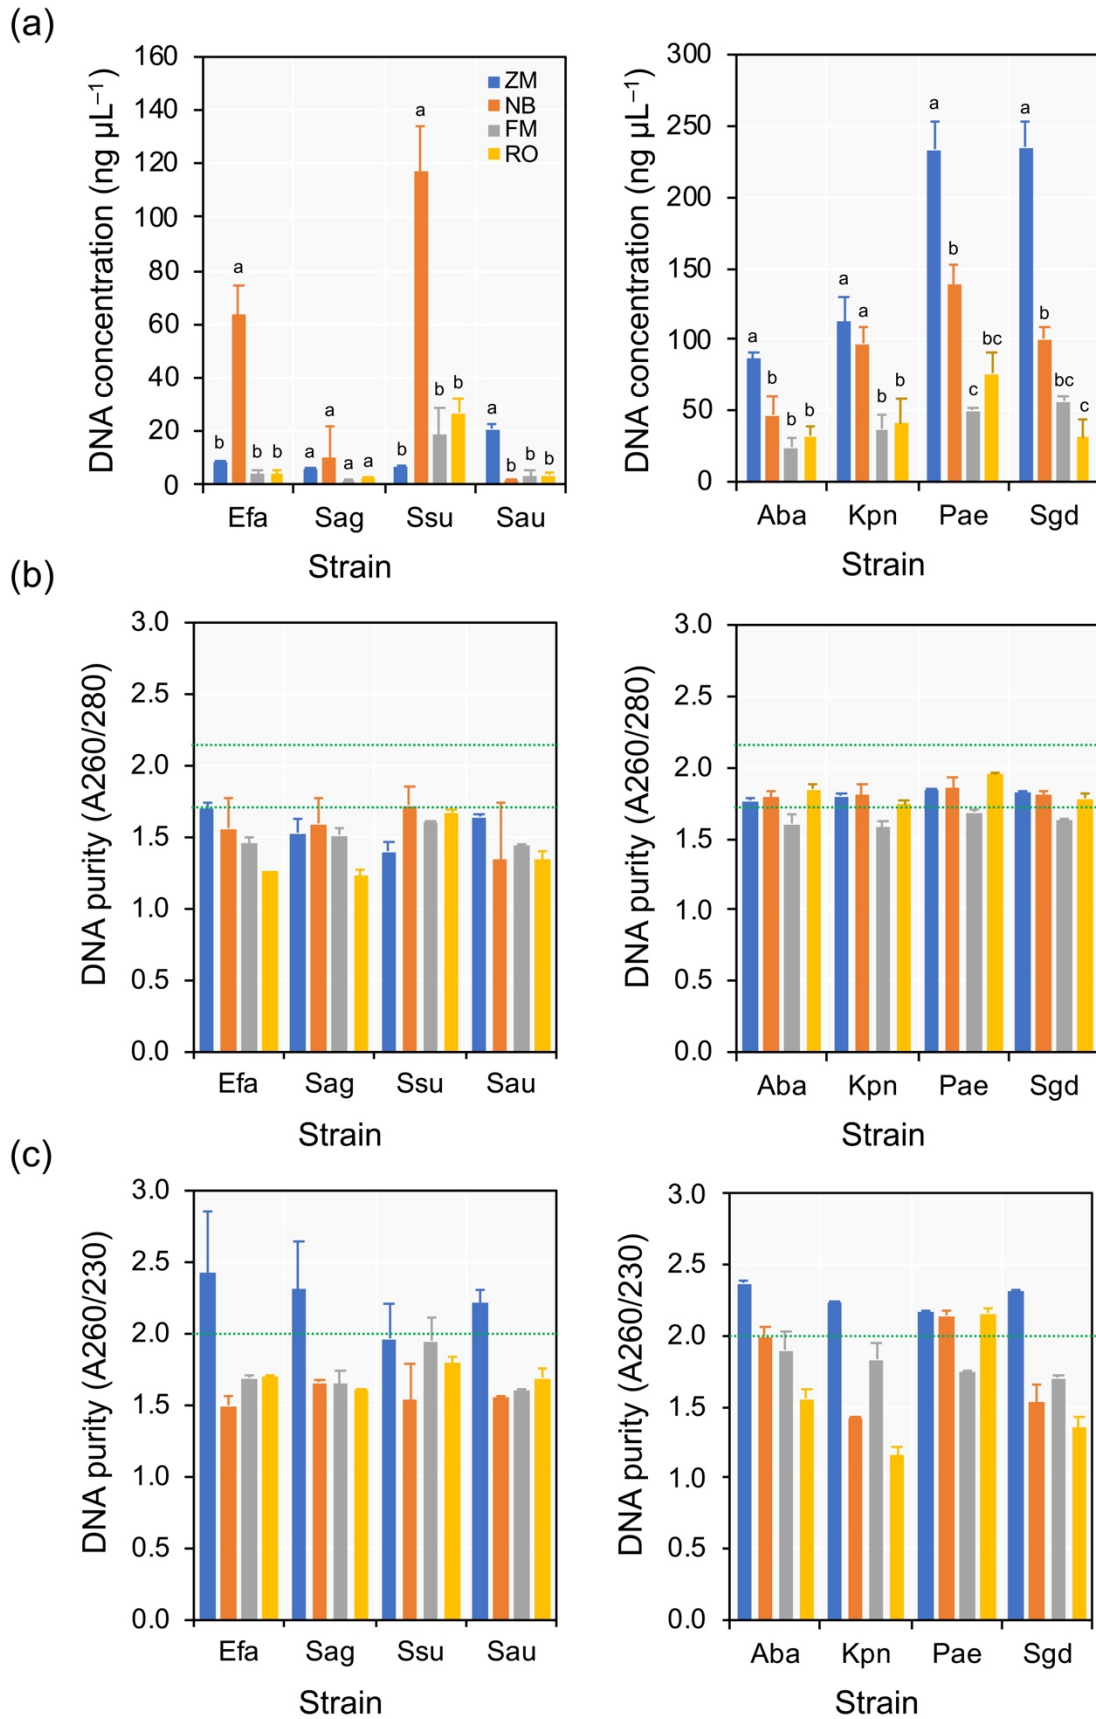 (a)
DNA concentration (ng µL⁻¹)
160
140
120
100
80
60
40
20
0
ZM
NB
FM
RO
b a b b
a a a a
b a b b
a b b b
Efa Sag Ssu Sau
Strain
DNA concentration (ng µL⁻¹)
300
250
200
150
100
50
0
a b b b
a a b b
a b c bc
a b bc c
Aba Kpn Pae Sgd
Strain
(b)
DNA purity (A260/280)
3.0
2.5
2.0
1.5
1.0
0.5
0.0
Efa Sag Ssu Sau
Strain
DNA purity (A260/280)
3.0
2.5
2.0
1.5
1.0
0.5
0.0
Aba Kpn Pae Sgd
Strain
(c)
DNA purity (A260/230)
3.0
2.5
2.0
1.5
1.0
0.5
0.0
Efa Sag Ssu Sau
Strain
DNA purity (A260/230)
3.0
2.5
2.0
1.5
1.0
0.5
0.0
Aba Kpn Pae Sgd
Strain